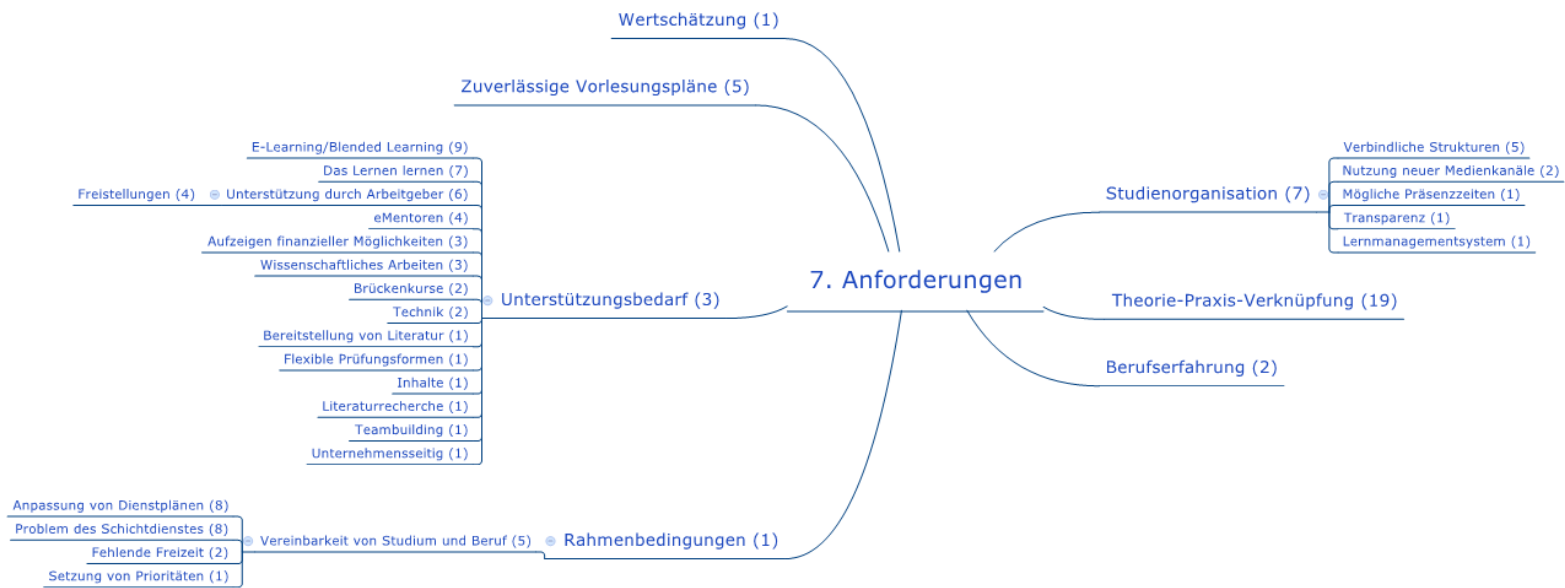 7. Anforderungen
Wertschätzung (1)
Zuverlässige Vorlesungspläne (5)
Unterstützungsbedarf (3)
E-Learning/Blended Learning (9)
Das Lernen lernen (7)
Unterstützung durch Arbeitgeber (6)
Freistellungen (4)
eMentoren (4)
Aufzeigen finanzieller Möglichkeiten (3)
Wissenschaftliches Arbeiten (3)
Brückenkurse (2)
Technik (2)
Bereitstellung von Literatur (1)
Flexible Prüfungsformen (1)
Inhalte (1)
Literaturrecherche (1)
Teambuilding (1)
Unternehmensseitig (1)
Rahmenbedingungen (1)
Vereinbarkeit von Studium und Beruf (5)
Anpassung von Dienstplänen (8)
Problem des Schichtdienstes (8)
Fehlende Freizeit (2)
Setzung von Prioritäten (1)
Studienorganisation (7)
Verbindliche Strukturen (5)
Nutzung neuer Medienkanäle (2)
Mögliche Präsenzzeiten (1)
Transparenz (1)
Lernmanagementsystem (1)
Theorie-Praxis-Verknüpfung (19)
Berufserfahrung (2)